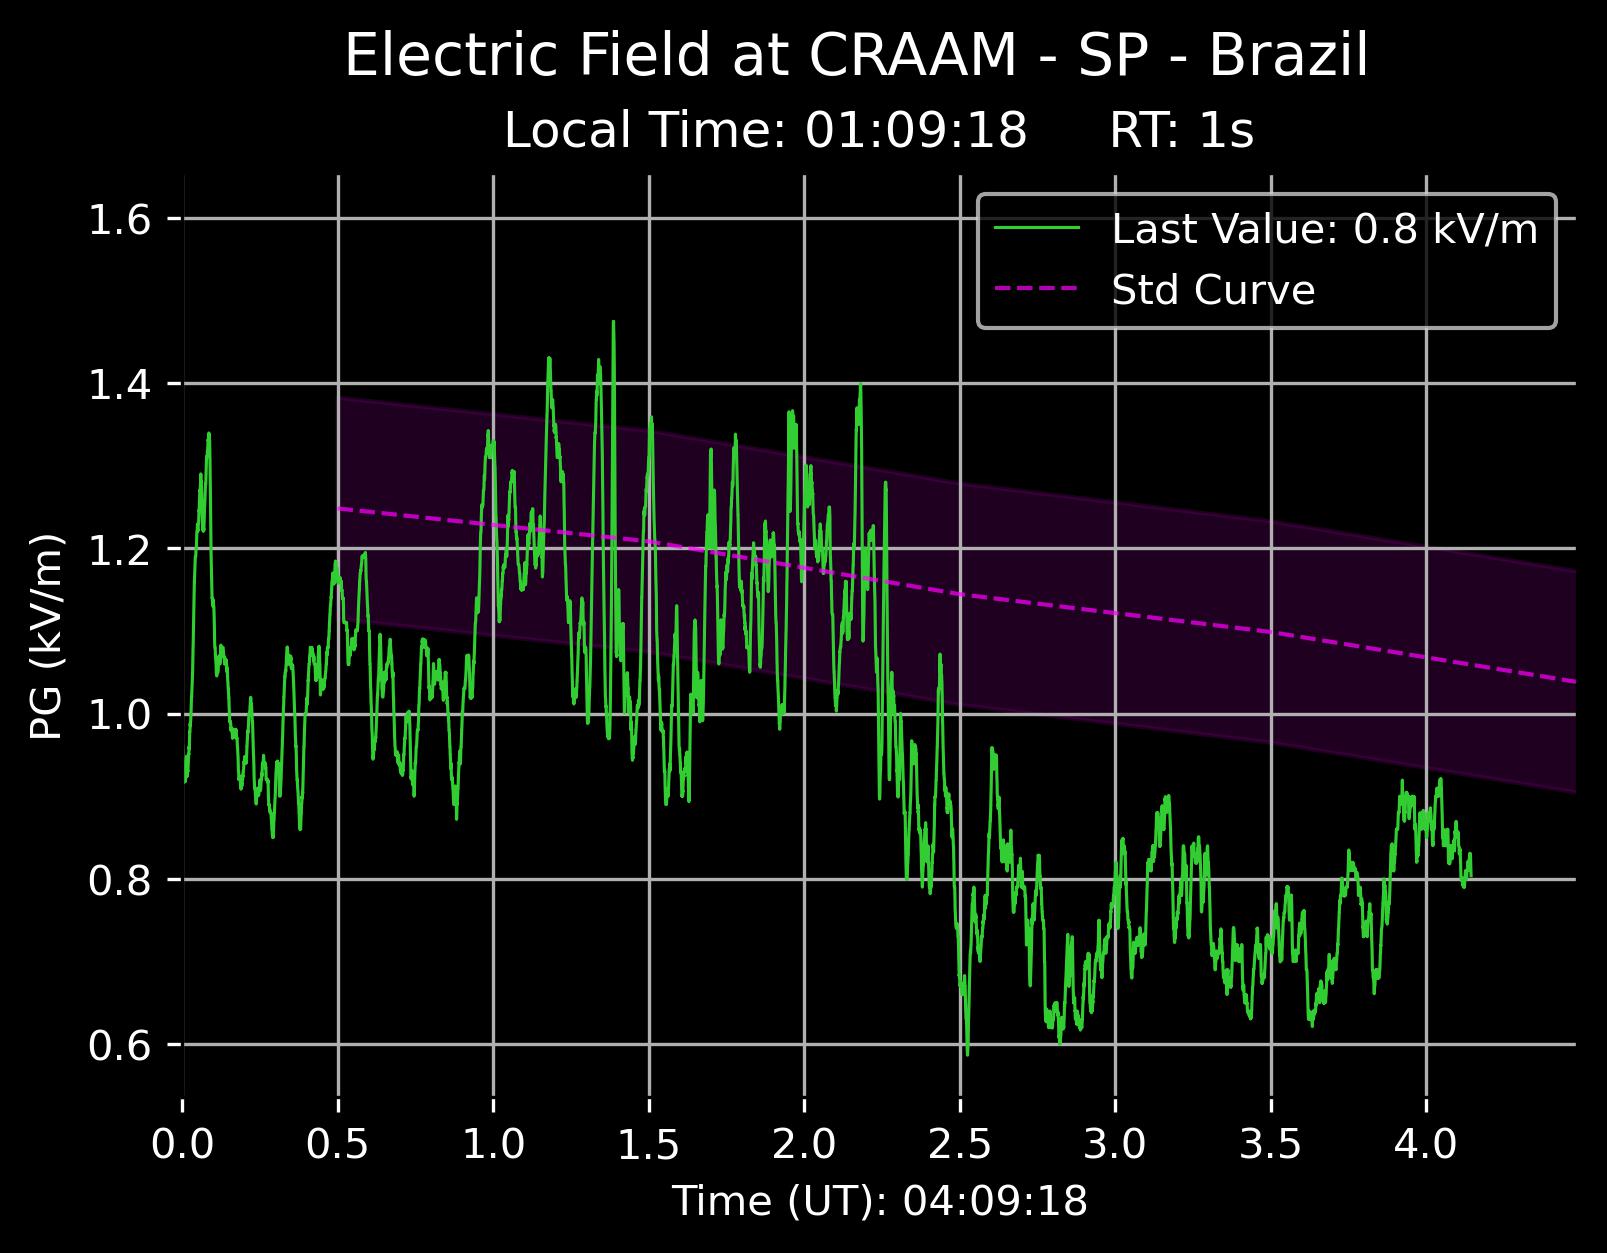 Electric Field at CRAAM - SP - Brazil
Local Time: 01:09:18 RT: 1s
Last Value: 0.8 kV/m
Std Curve
PG (kV/m)
1.6
1.4
1.2
1.0
0.8
0.6
0.0 0.5 1.0 1.5 2.0 2.5 3.0 3.5 4.0
Time (UT): 04:09:18